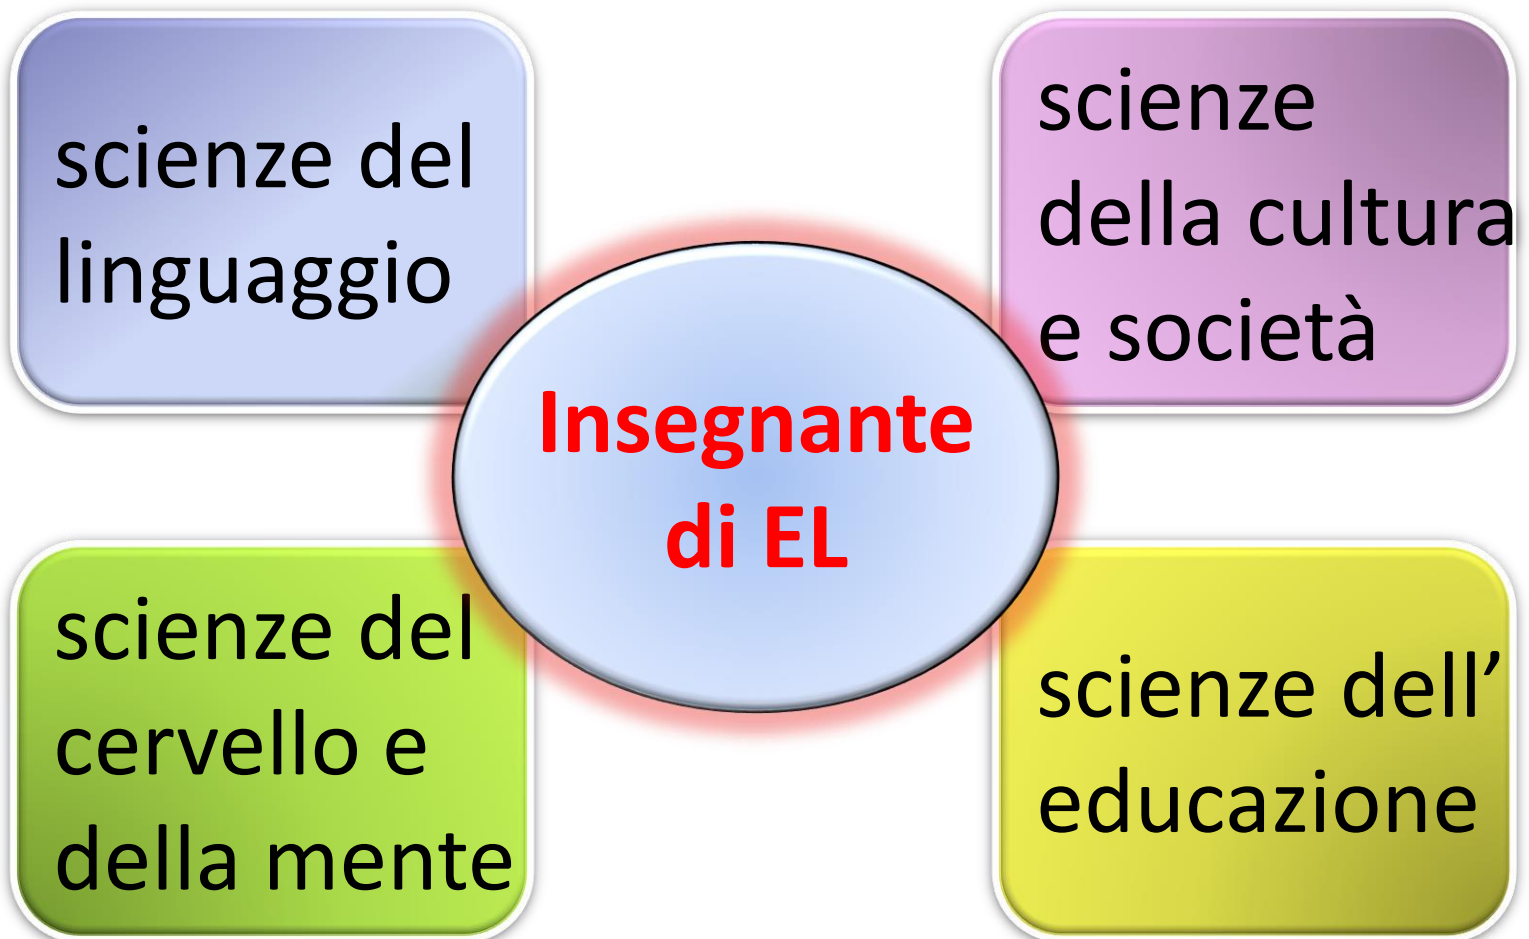 scienze del
linguaggio
scienze
della cultura
e società
Insegnante
di EL
scienze del
cervello e
della mente
scienze dell’
educazione